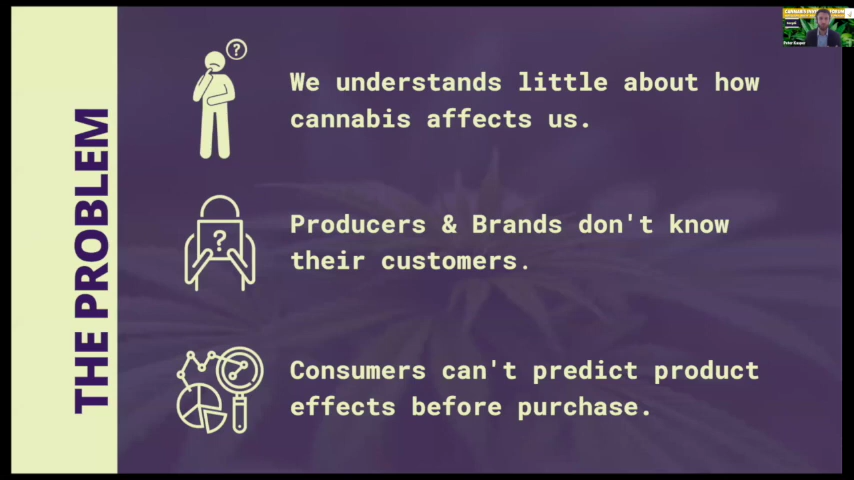 THE PROBLEM
?
We understands little about how
cannabis affects us.
?
Producers & Brands don't know
their customers.
Consumers can't predict product
effects before purchase.